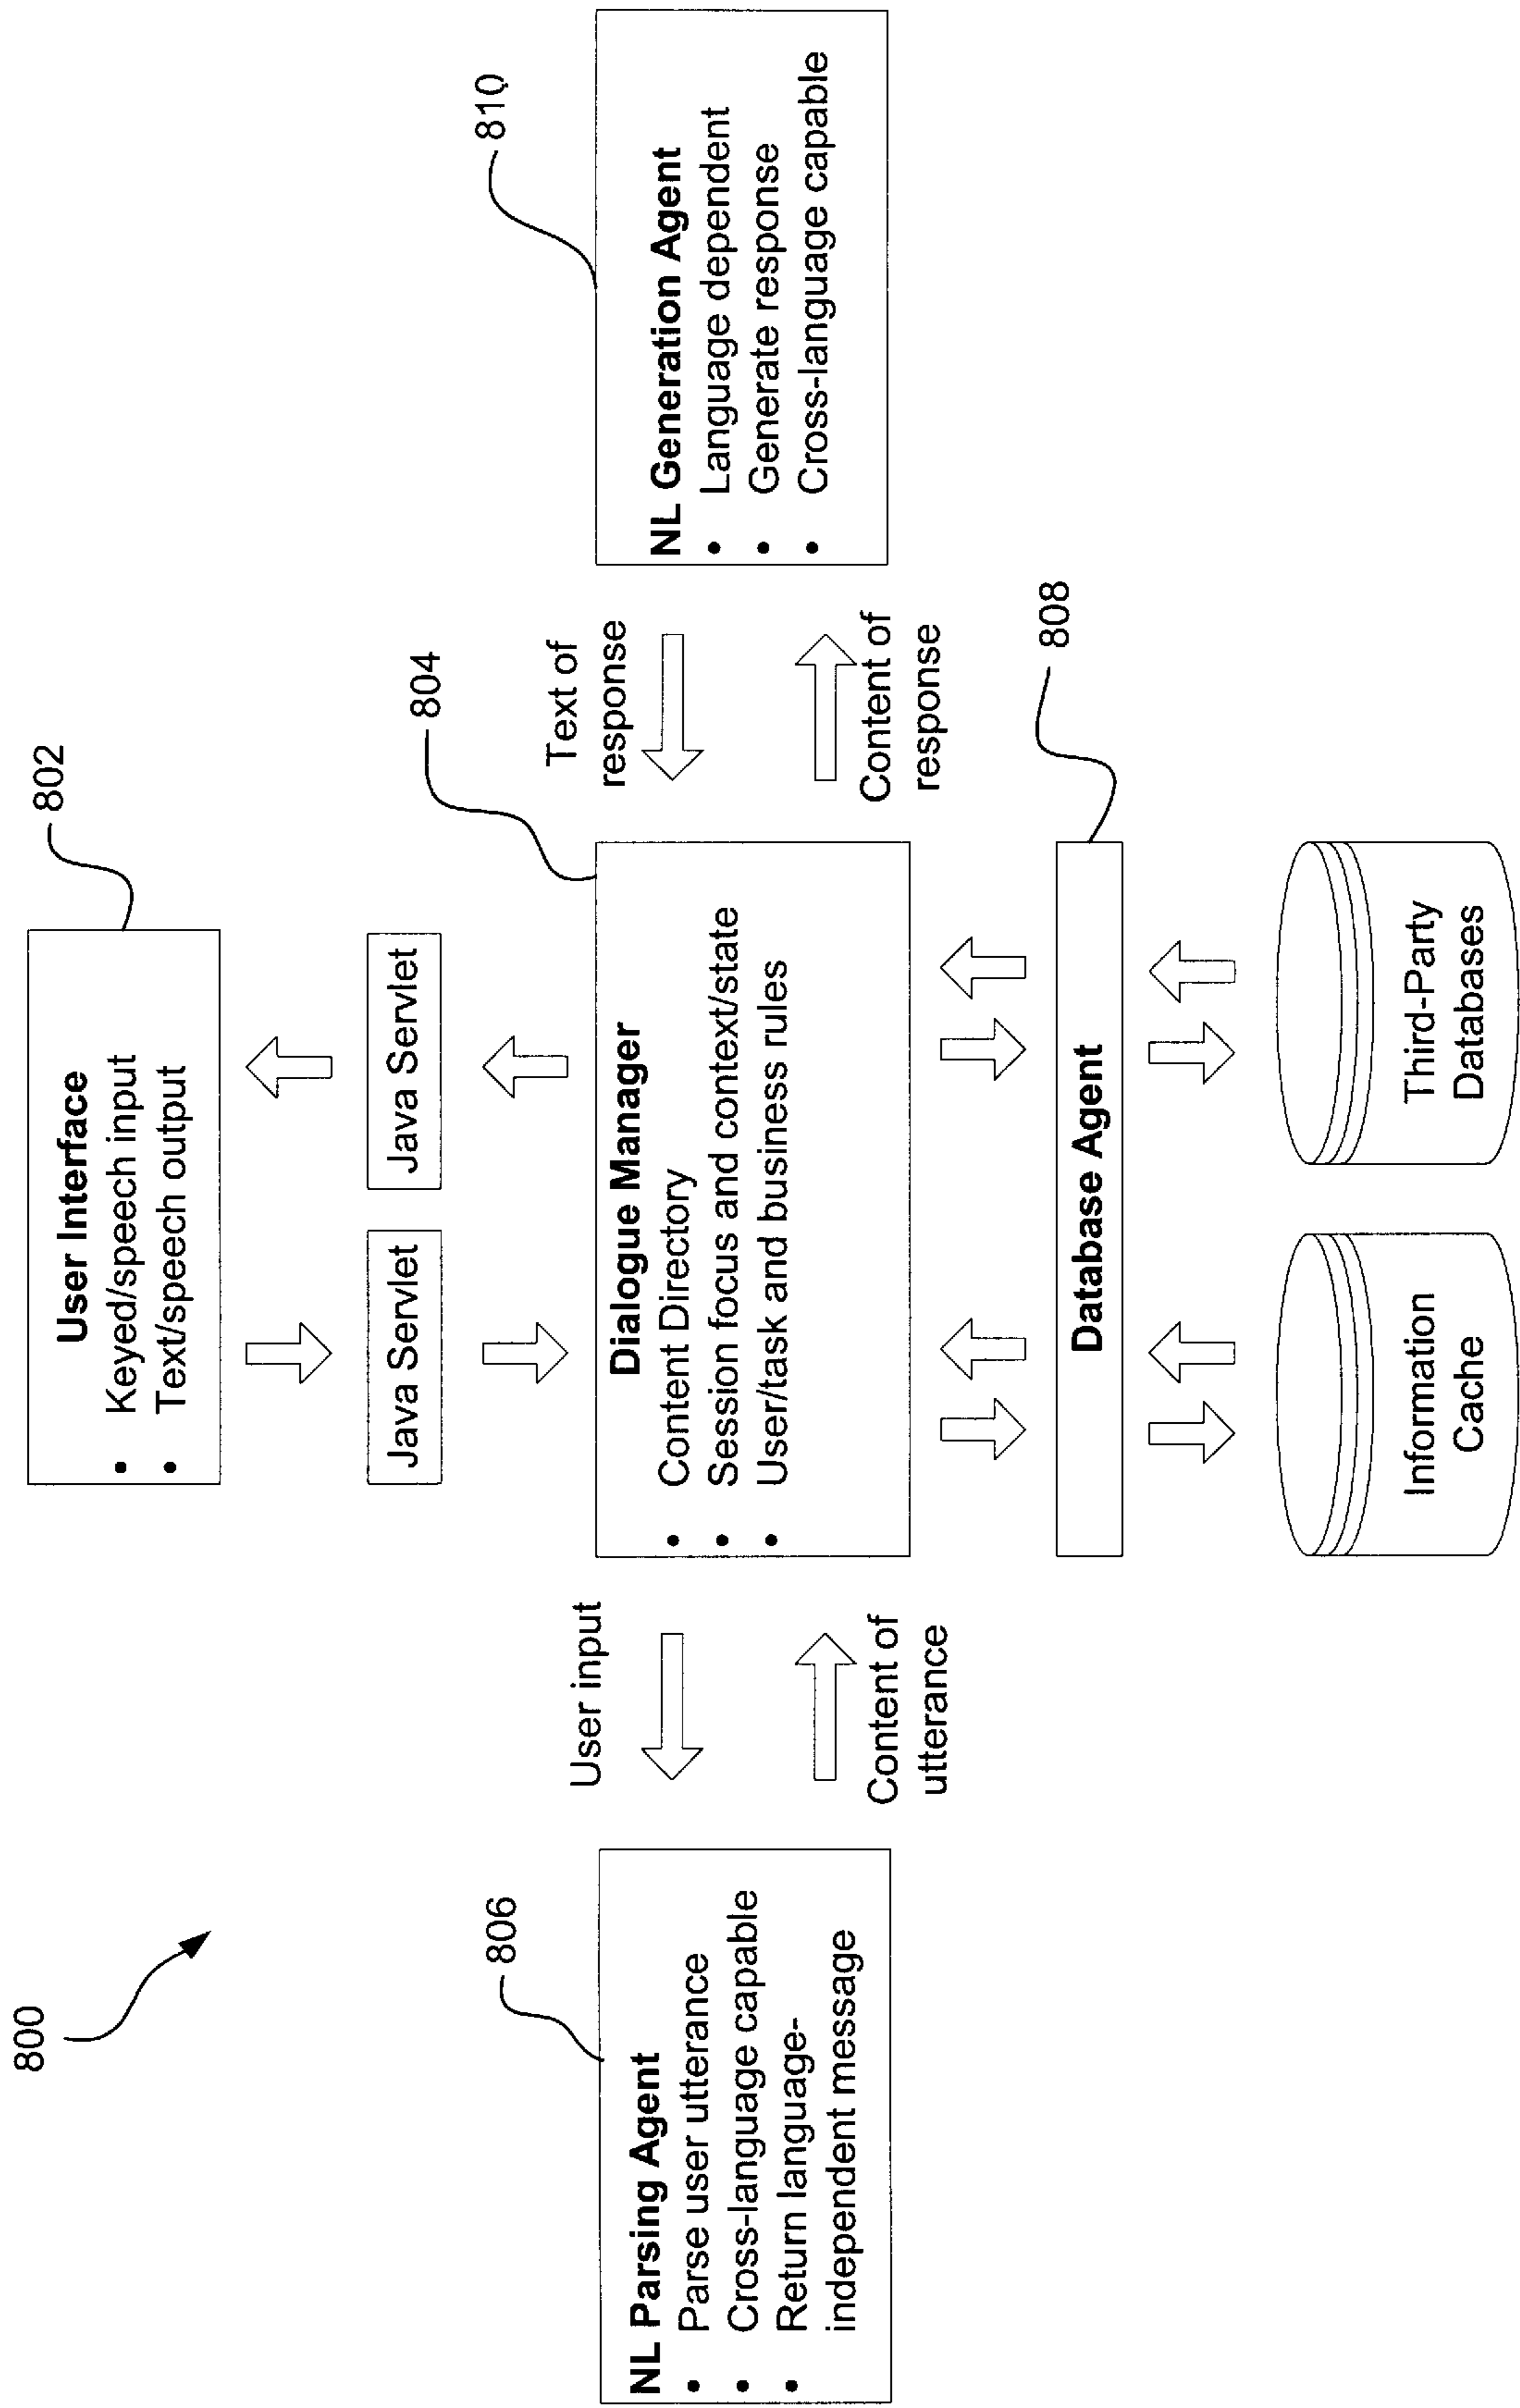 800
802
User Interface
• Keyed/speech input
• Text/speech output
Java Servlet
Java Servlet
804
806
NL Parsing Agent
• Parse user utterance
• Cross-language capable
• Return language-
independent message
User input
Content of
utterance
Dialogue Manager
• Content Directory
• Session focus and context/state
• User/task and business rules
Text of
response
Content of
response
810
NL Generation Agent
• Language dependent
• Generate response
• Cross-language capable
808
Database Agent
Information
Cache
Third-Party
Databases